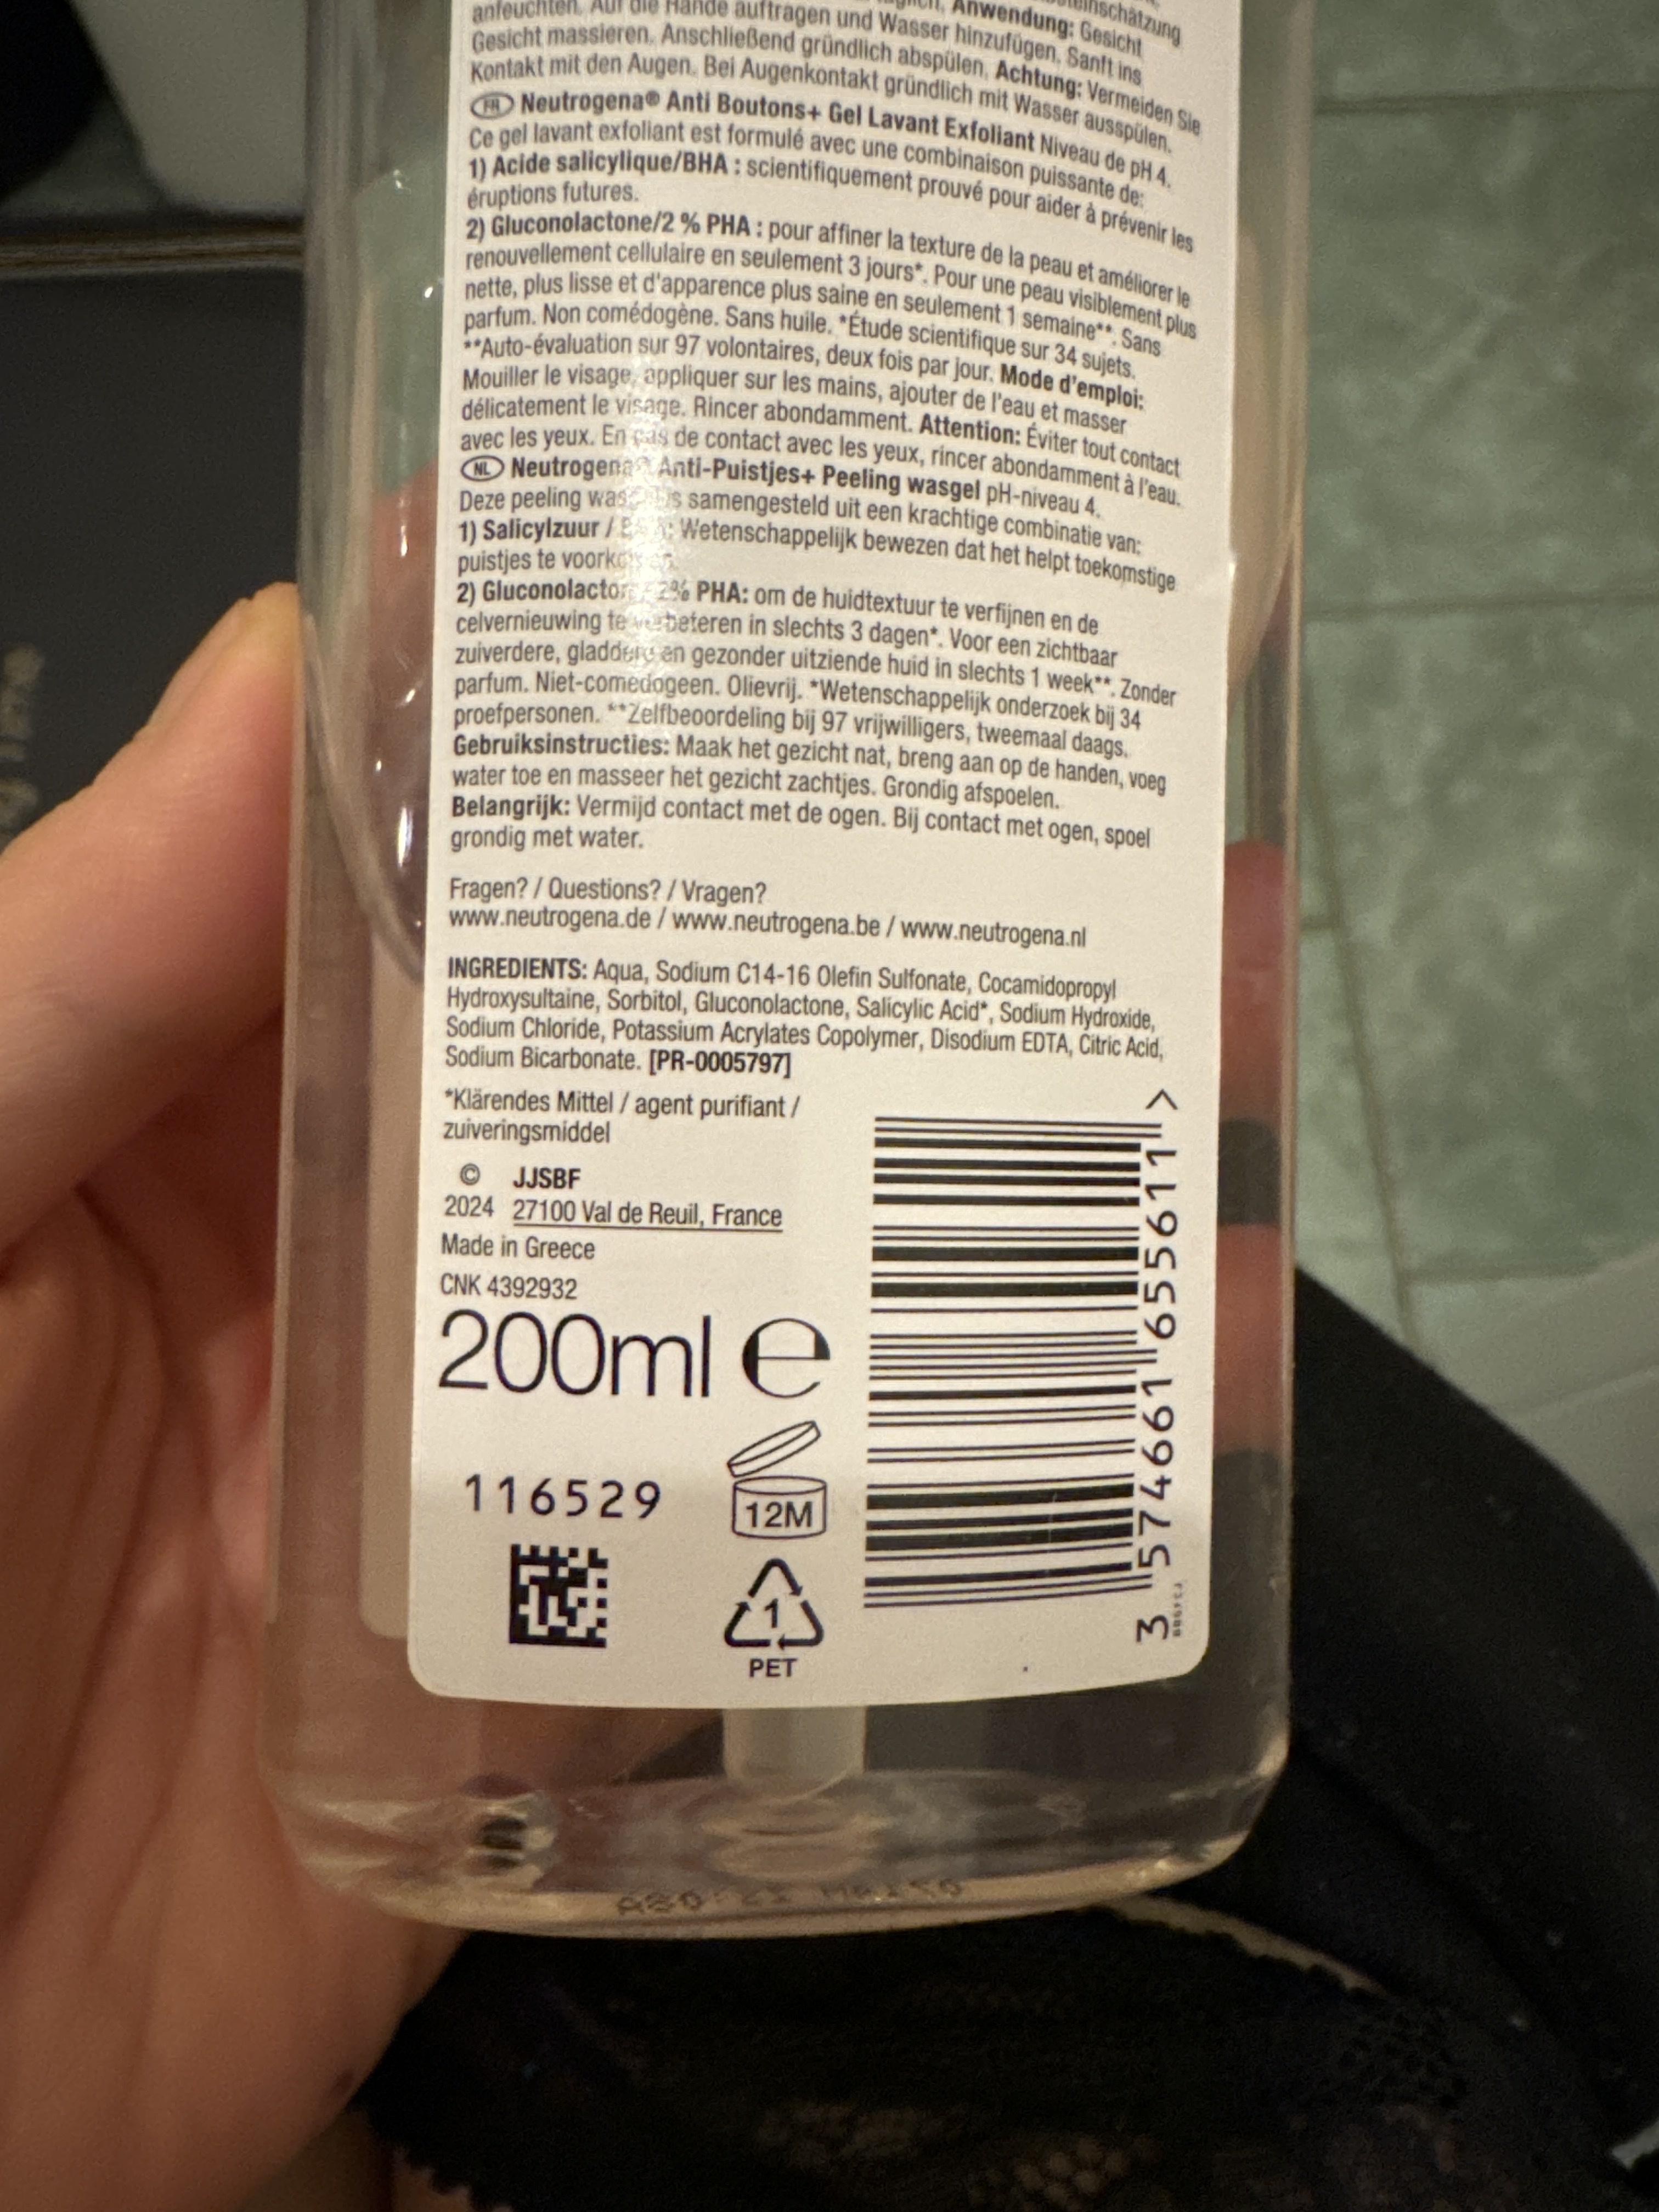 teinschätzung
Anwendung: Gesicht
anfeuchten. Auf die Hände auftragen und Wasser hinzufügen. Sanft ins
Gesicht massieren. Anschließend gründlich abspülen. Achtung: Vermeiden Sie
Kontakt mit den Augen. Bei Augenkontakt gründlich mit Wasser ausspülen.
FR Neutrogena® Anti Boutons+ Gel Lavant Exfoliant Niveau de pH 4.
Ce gel lavant exfoliant est formulé avec une combinaison puissante de:
1) Acide salicylique/BHA : scientifiquement prouvé pour aider à prévenir les
éruptions futures.
2) Gluconolactone/2 % PHA : pour affiner la texture de la peau et améliorer le
renouvellement cellulaire en seulement 3 jours*. Pour une peau visiblement plus
nette, plus lisse et d'apparence plus saine en seulement 1 semaine**. Sans
parfum. Non comédogène. Sans huile. *Étude scientifique sur 34 sujets.
**Auto-évaluation sur 97 volontaires, deux fois par jour. Mode d'emploi:
Mouiller le visage, appliquer sur les mains, ajouter de l'eau et masser
délicatement le visage. Rincer abondamment. Attention: Éviter tout contact
avec les yeux. En cas de contact avec les yeux, rincer abondamment à l'eau.
NL Neutrogena® Anti-Puistjes+ Peeling wasgel pH-niveau 4.
Deze peeling is samengesteld uit een krachtige combinatie van:
1) Salicylzuur / Wetenschappelijk bewezen dat het helpt toekomstige
puistjes te voorkomen.
2) Gluconolacton / 2% PHA: om de huidtextuur te verfijnen en de
celvernieuwing te verbeteren in slechts 3 dagen*. Voor een zichtbaar
zuiverdere, gladdere en gezonder uitziende huid in slechts 1 week**. Zonder
parfum. Niet-comedogeen. Olievrij. *Wetenschappelijk onderzoek bij 34
proefpersonen. **Zelfbeoordeling bij 97 vrijwilligers, tweemaal daags.
Gebruiksinstructies: Maak het gezicht nat, breng aan op de handen, voeg
water toe en masseer het gezicht zachtjes. Grondig afspoelen.
Belangrijk: Vermijd contact met de ogen. Bij contact met ogen, spoel
grondig met water.
Fragen? / Questions? / Vragen?
www.neutrogena.de / www.neutrogena.be / www.neutrogena.nl
INGREDIENTS: Aqua, Sodium C14-16 Olefin Sulfonate, Cocamidopropyl
Hydroxysultaine, Sorbitol, Gluconolactone, Salicylic Acid*, Sodium Hydroxide,
Sodium Chloride, Potassium Acrylates Copolymer, Disodium EDTA, Citric Acid,
Sodium Bicarbonate. [PR-0005797]
*Klärendes Mittel / agent purifiant /
zuiveringsmiddel
© JJSBF
2024 27100 Val de Reuil, France
Made in Greece
CNK 4392932
200ml e
116529
12M
1
PET
3 574661 655611 >